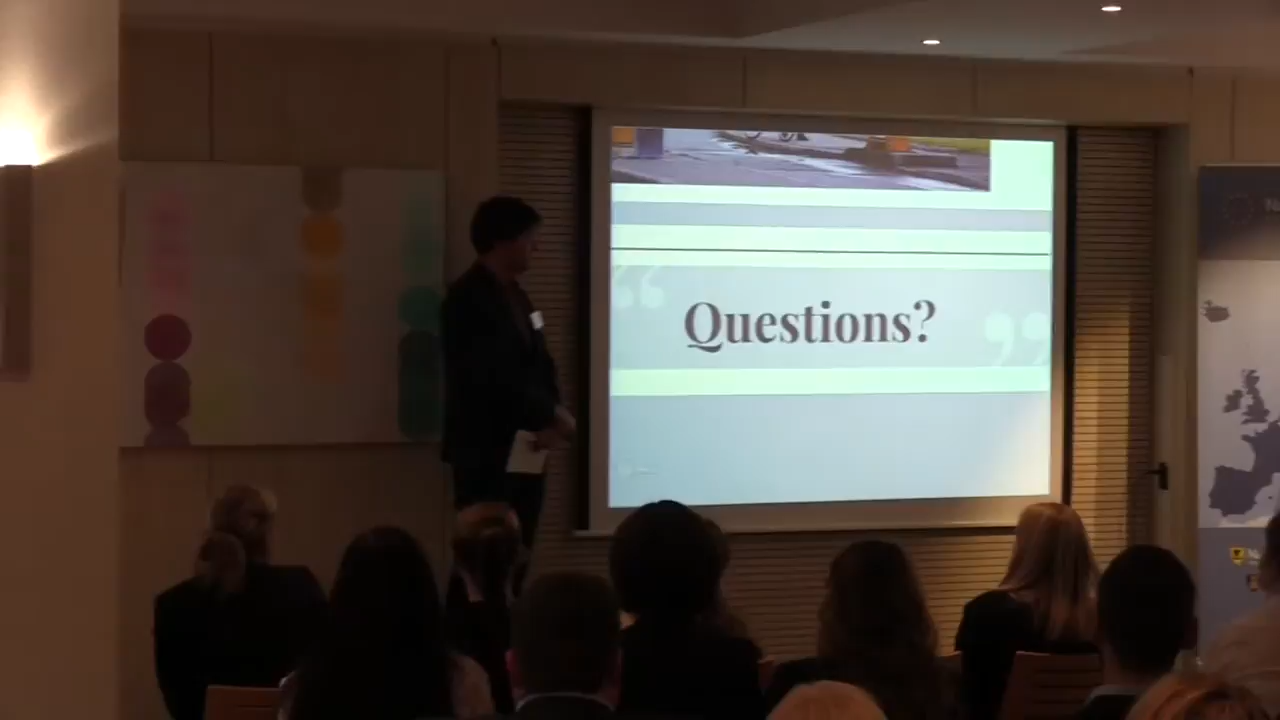 “ Questions? ”